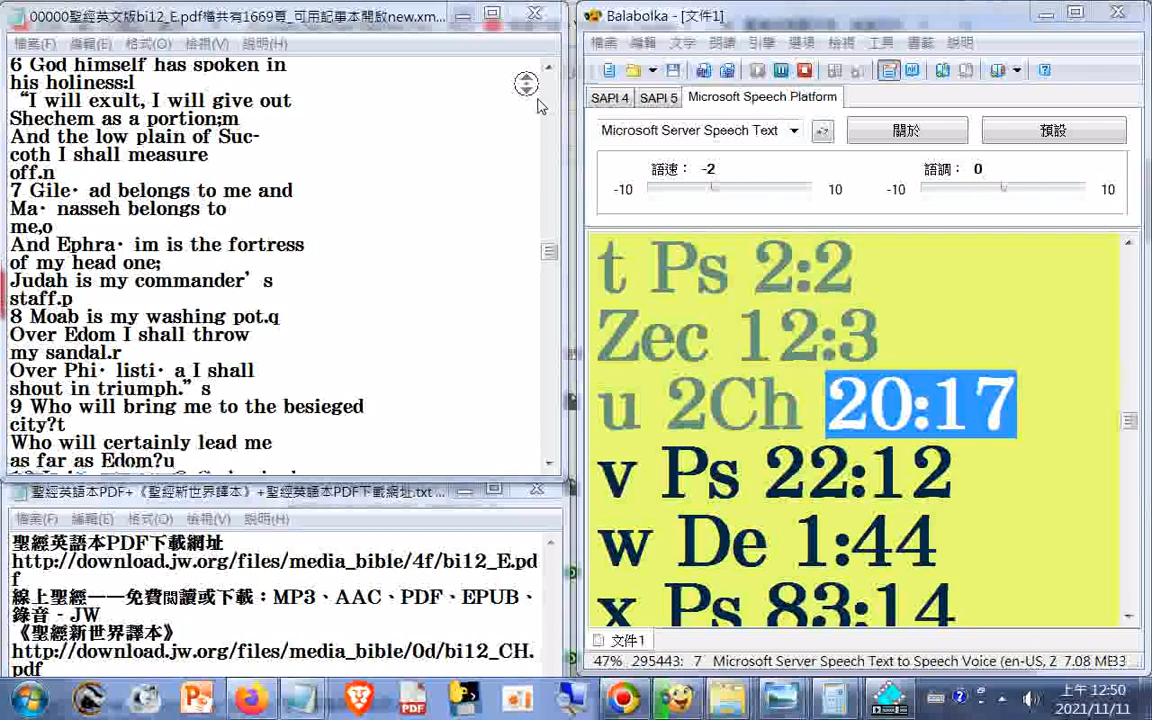 00000聖經英文版bi12_E.pdf檔共有1669頁_可用記事本開啟new.xm...
檔案(F) 編輯(E) 格式(O) 檢視(V) 說明(H)
6 God himself has spoken in
his holiness:l
“I will exult, I will give out
Shechem as a portion;m
And the low plain of Suc-
coth I shall measure
off.n
7 Gile· ad belongs to me and
Ma· nasseh belongs to
me,o
And Ephra· im is the fortress
of my head one;
Judah is my commander’s
staff.p
8 Moab is my washing pot.q
Over Edom I shall throw
my sandal.r
Over Phi· listi· a I shall
shout in triumph.”s
9 Who will bring me to the besieged
city?t
Who will certainly lead me
as far as Edom?u
聖經英語本PDF+《聖經新世界譯本》+聖經英語本PDF下載網址.txt ...
檔案(F) 編輯(E) 格式(O) 檢視(V) 說明(H)
聖經英語本PDF下載網址
http://download.jw.org/files/media_bible/4f/bi12_E.pd
f
線上聖經──免費閱讀或下載：MP3、AAC、PDF、EPUB、
錄音 - JW
《聖經新世界譯本》
http://download.jw.org/files/media_bible/0d/bi12_CH.
pdf
Balabolka - [文件1]
檔案 編輯 文字 朗讀 引擎 選項 檢視 工具 書籤 說明
SAPI 4 SAPI 5 Microsoft Speech Platform
Microsoft Server Speech Text 關於 預設
語速： -2 語調： 0
-10 10 -10 10
t Ps 2:2
Zec 12:3
u 2Ch 20:17
v Ps 22:12
w De 1:44
x Ps 83:14
文件1
47% 295443: 7 Microsoft Server Speech Text to Speech Voice (en-US, Z 7.08 MB
上午 12:50
2021/11/11